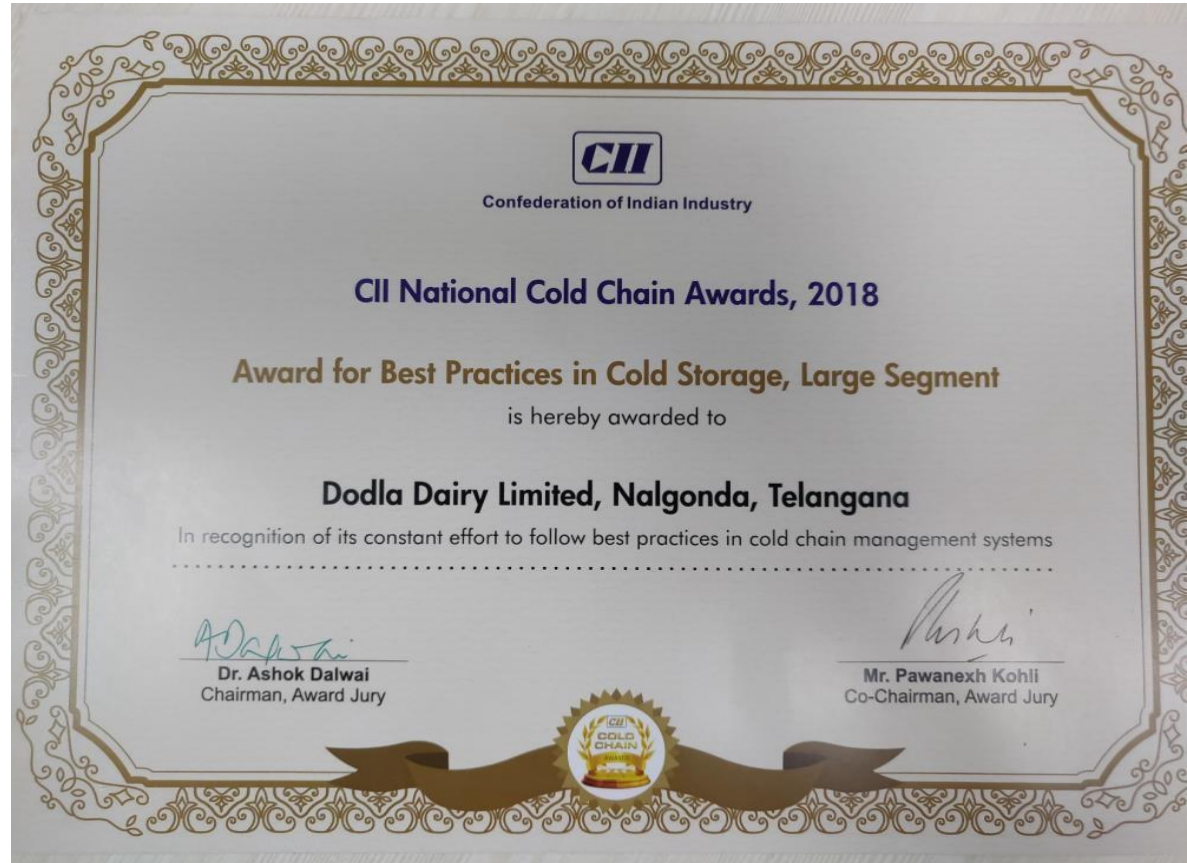 CII
Confederation of Indian Industry
CII National Cold Chain Awards, 2018
Award for Best Practices in Cold Storage, Large Segment
is hereby awarded to
Dodla Dairy Limited, Nalgonda, Telangana
In recognition of its constant effort to follow best practices in cold chain management systems
Dr. Ashok Dalwai
Chairman, Award Jury
Mr. Pawanexh Kohli
Co-Chairman, Award Jury
CII
COLD
CHAIN